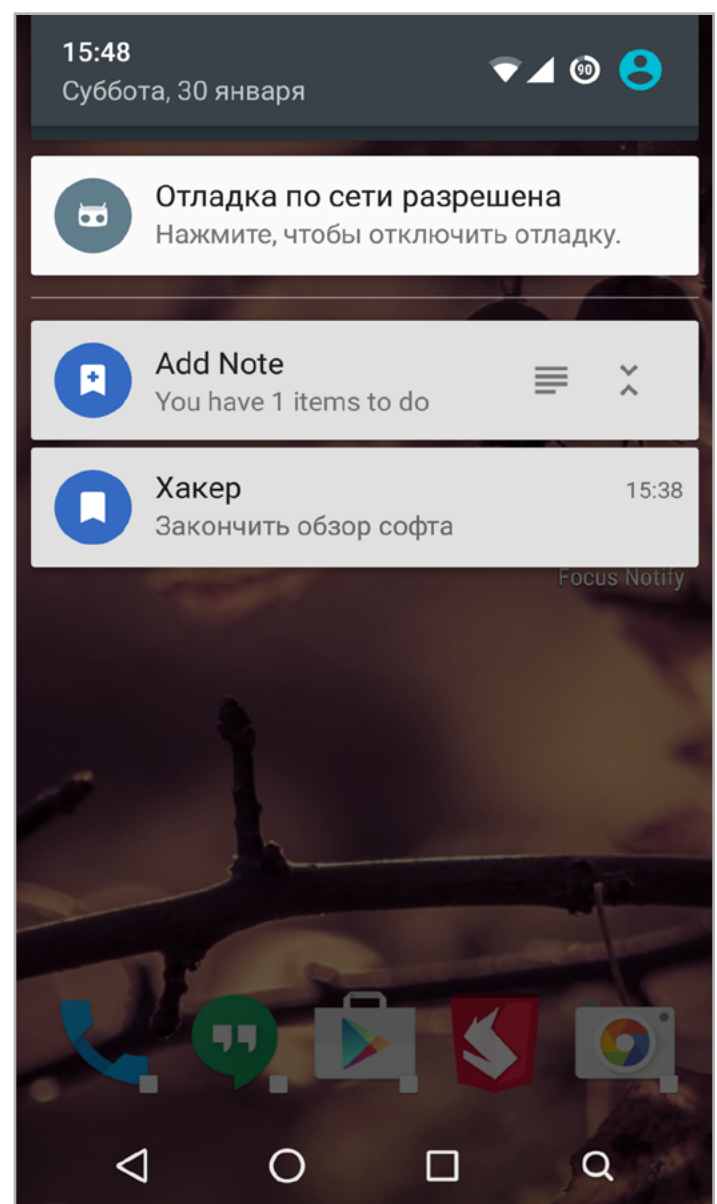 15:48
Суббота, 30 января
90
Отладка по сети разрешена
Нажмите, чтобы отключить отладку.
Add Note
You have 1 items to do
Хакер
15:38
Закончить обзор софта
Focus Notify